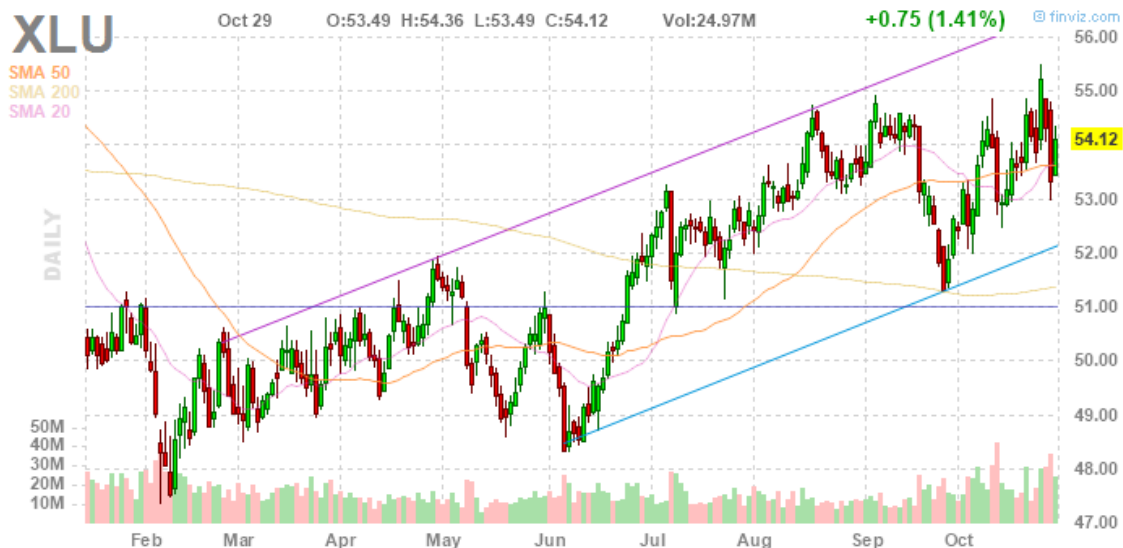 XLU
Oct 29 O:53.49 H:54.36 L:53.49 C:54.12 Vol:24.97M +0.75 (1.41%) © finviz.com
SMA 50
SMA 200
SMA 20
DAILY
56.00
55.00
54.12
53.00
52.00
51.00
50.00
49.00
48.00
47.00
50M
40M
30M
20M
10M
Feb Mar Apr May Jun Jul Aug Sep Oct